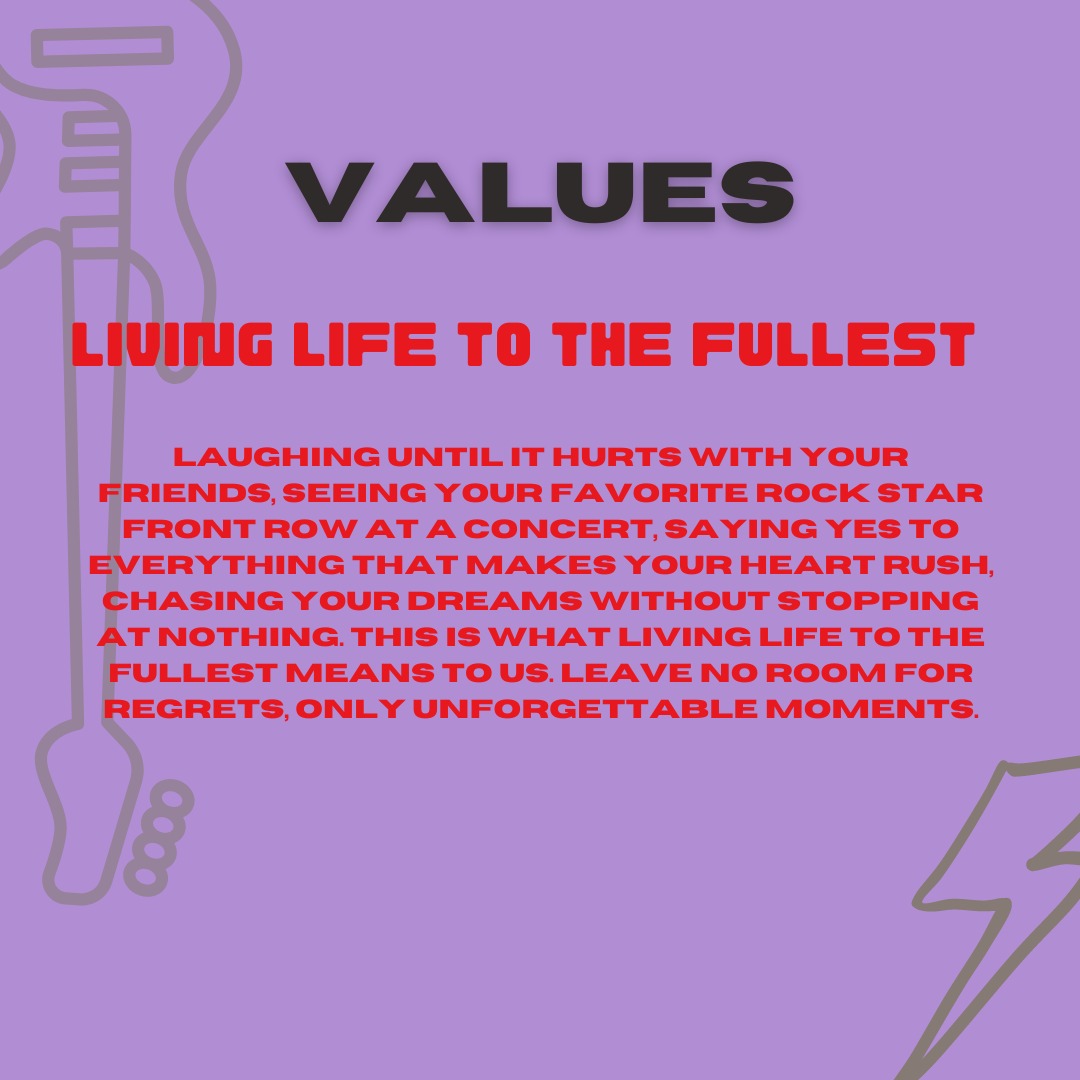 VALUES
LIVING LIFE TO THE FULLEST
LAUGHING UNTIL IT HURTS WITH YOUR
FRIENDS, SEEING YOUR FAVORITE ROCK STAR
FRONT ROW AT A CONCERT, SAYING YES TO
EVERYTHING THAT MAKES YOUR HEART RUSH,
CHASING YOUR DREAMS WITHOUT STOPPING
AT NOTHING. THIS IS WHAT LIVING LIFE TO THE
FULLEST MEANS TO US. LEAVE NO ROOM FOR
REGRETS, ONLY UNFORGETTABLE MOMENTS.